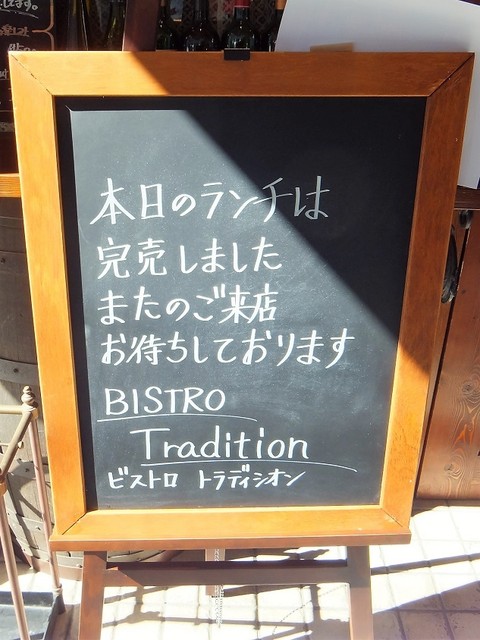 本日のランチは
完売しました
またのご来店
お待ちしております
BISTRO
Tradition
ビストロ トラディシオン